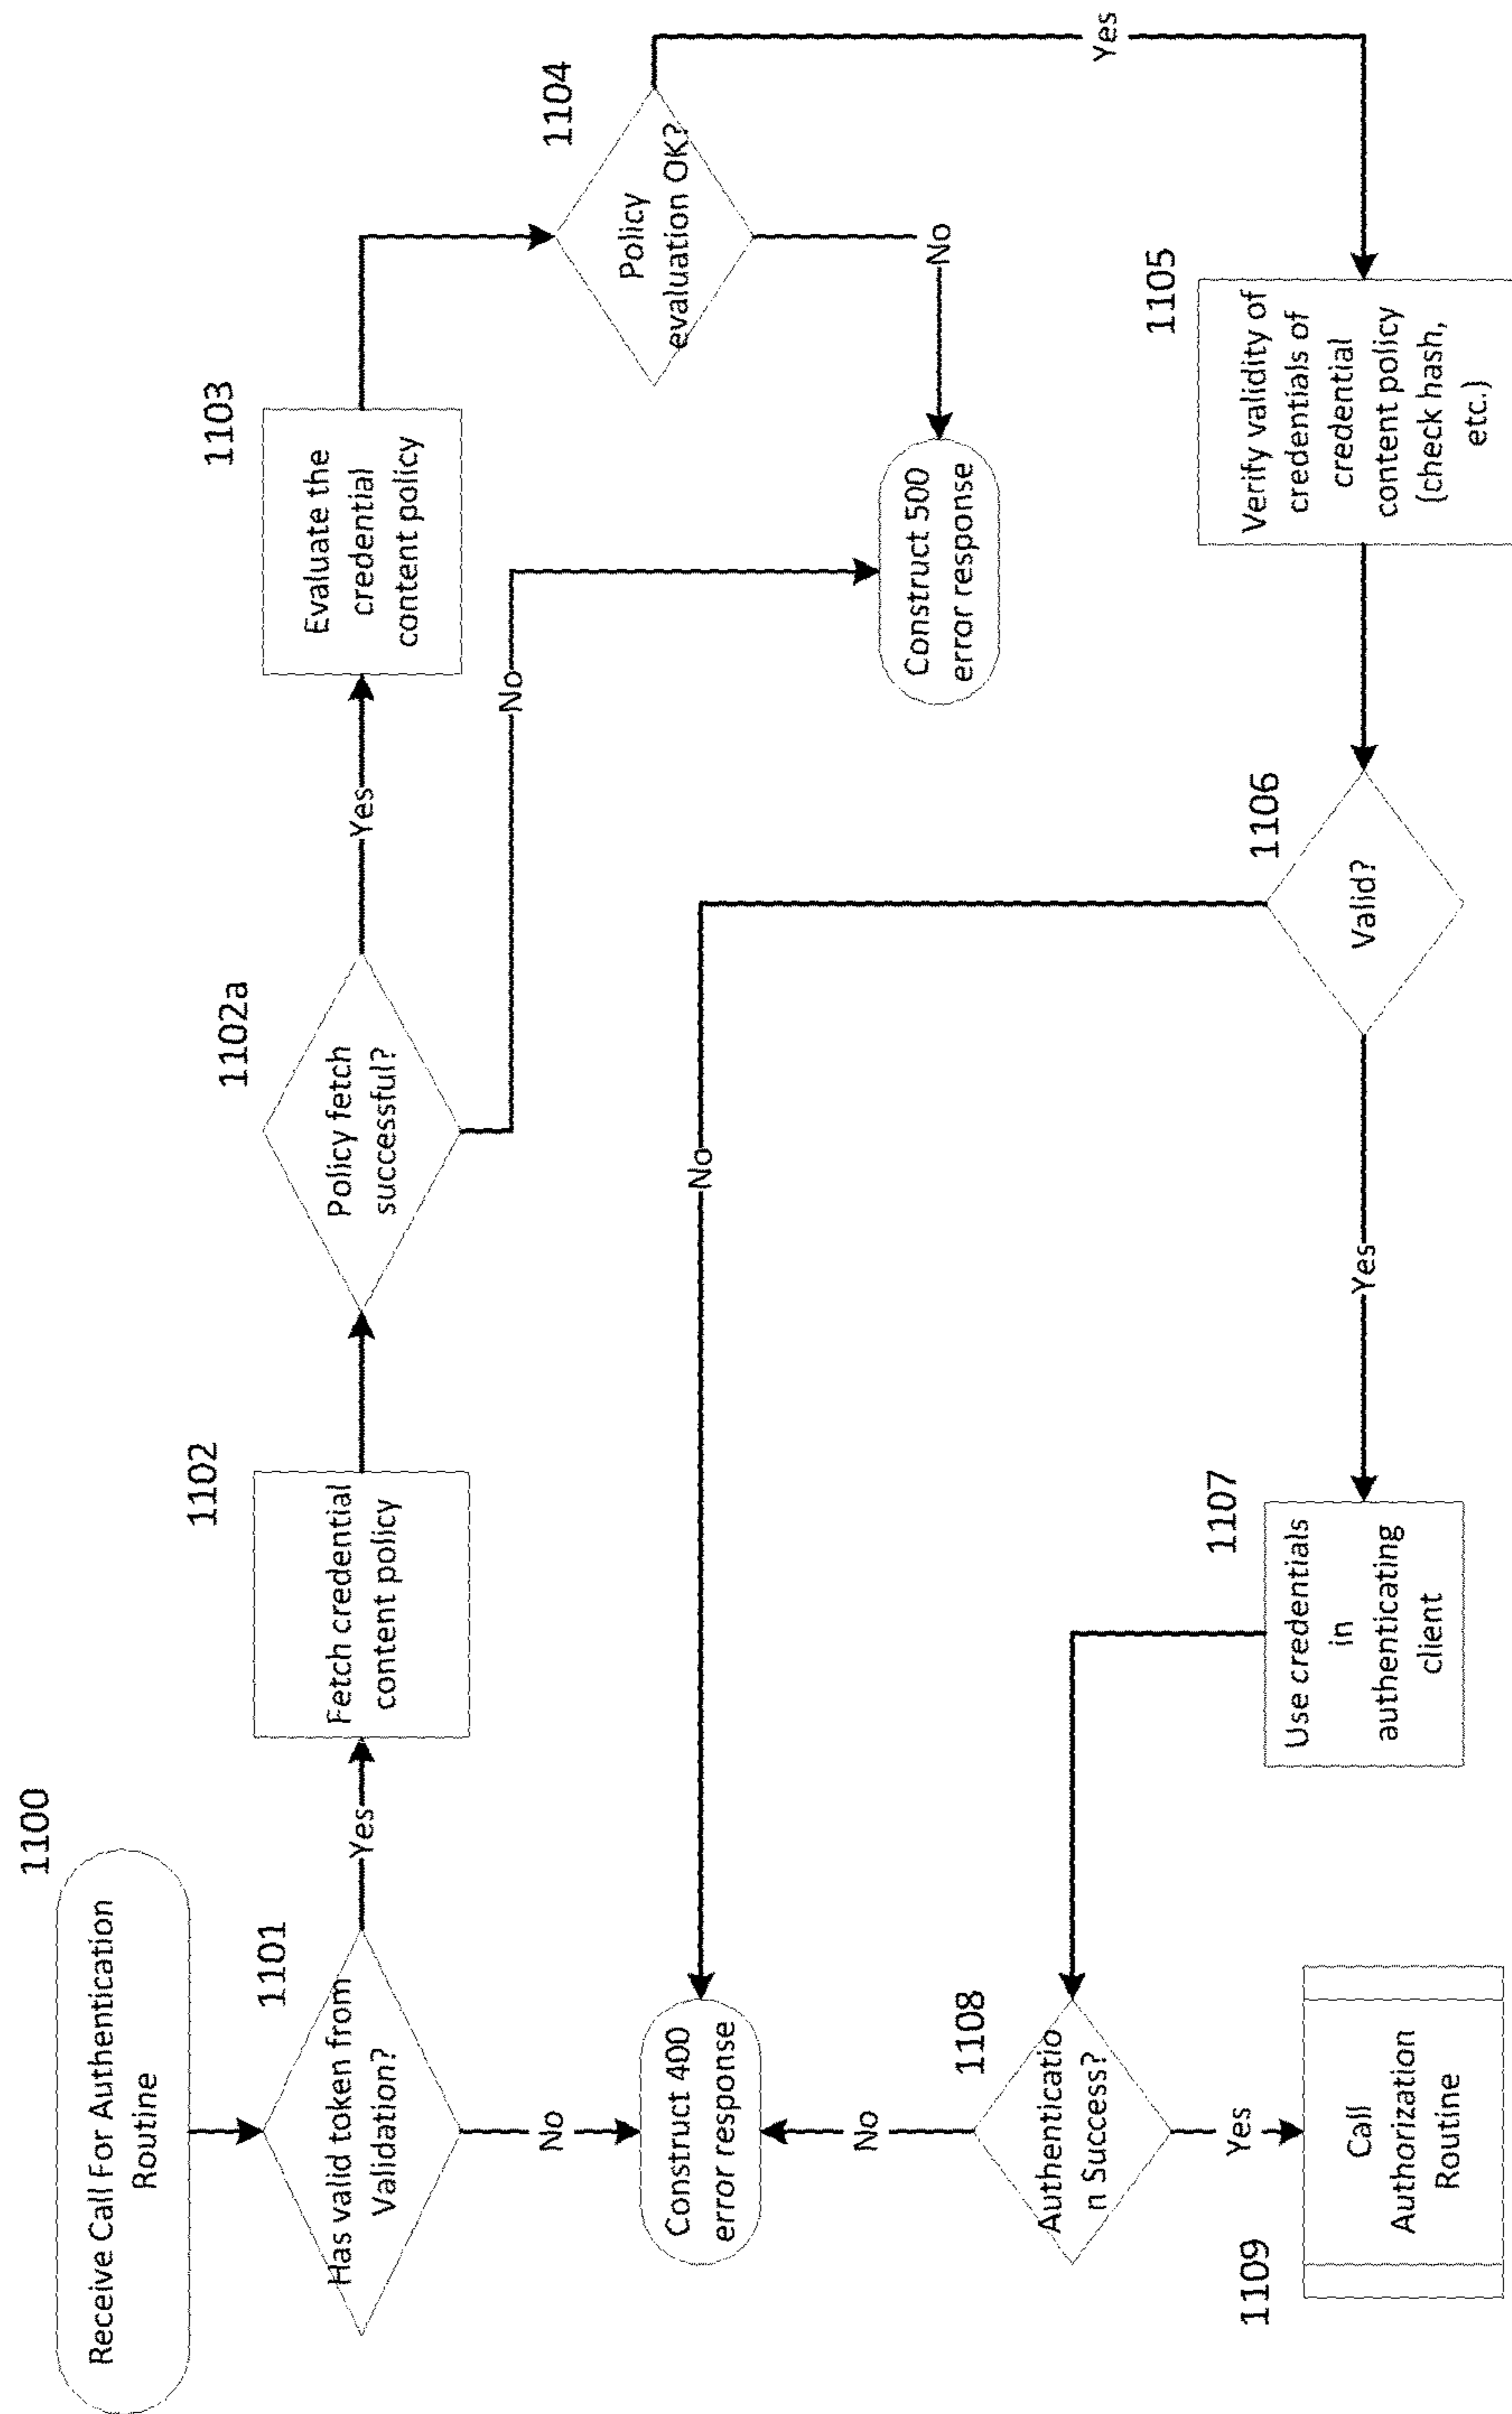 1100
Receive Call For Authentication
Routine
1101
Has valid token from
Validation?
Yes
No
1102
Fetch credential
content policy
1102a
Policy fetch
successful?
Yes
No
1103
Evaluate the
credential
content policy
1104
Policy
evaluation OK?
Yes
No
Construct 500
error response
1105
Verify validity of
credentials of
credential
content policy
(check hash,
etc.)
1106
Valid?
No
Yes
Construct 400
error response
1107
Use credentials
in
authenticating
client
1108
Authenticatio
n Success?
No
Yes
1109
Call
Authorization
Routine